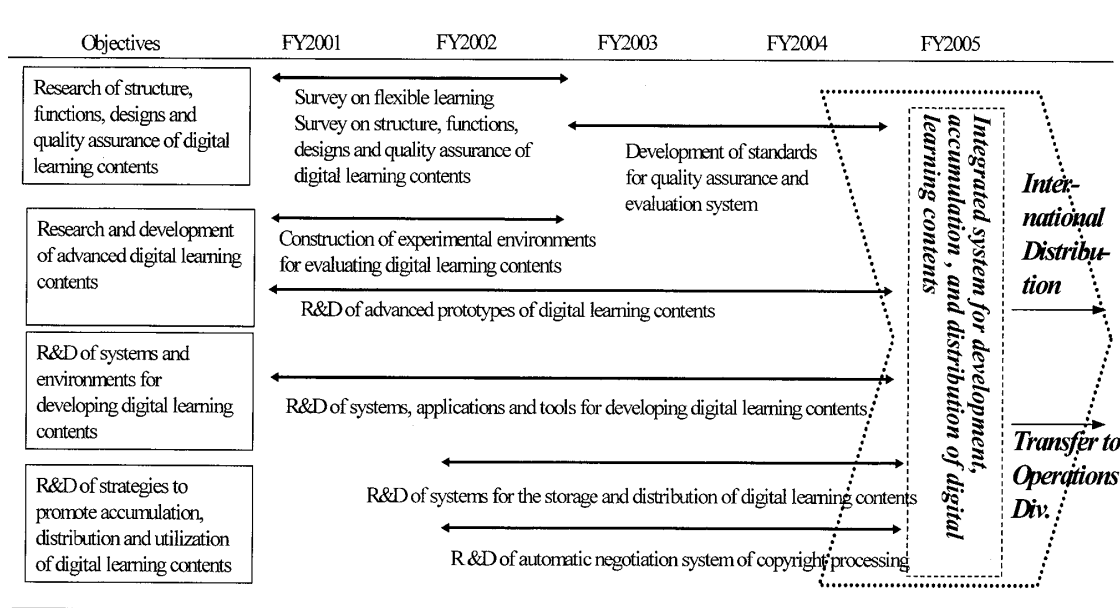 Objectives FY2001 FY2002 FY2003 FY2004 FY2005
Research of structure,
functions, designs and
quality assurance of digital
learning contents
Survey on flexible learning
Survey on structure, functions,
designs and quality assurance of
digital learning contents
Development of standards
for quality assurance and
evaluation system
Research and development
of advanced digital learning
contents
Construction of experimental environments
for evaluating digital learning contents
R&D of advanced prototypes of digital learning contents
R&D of systems and
environments for
developing digital learning
contents
R&D of systems, applications and tools for developing digital learning contents
R&D of strategies to
promote accumulation,
distribution and utilization
of digital learning contents
R&D of systems for the storage and distribution of digital learning contents
R &D of automatic negotiation system of copyright processing
Integrated system for development,
accumulation , and distribution of digital
learning contents
Inter-
national
Distribu-
tion
Transfer to
Operations
Div.